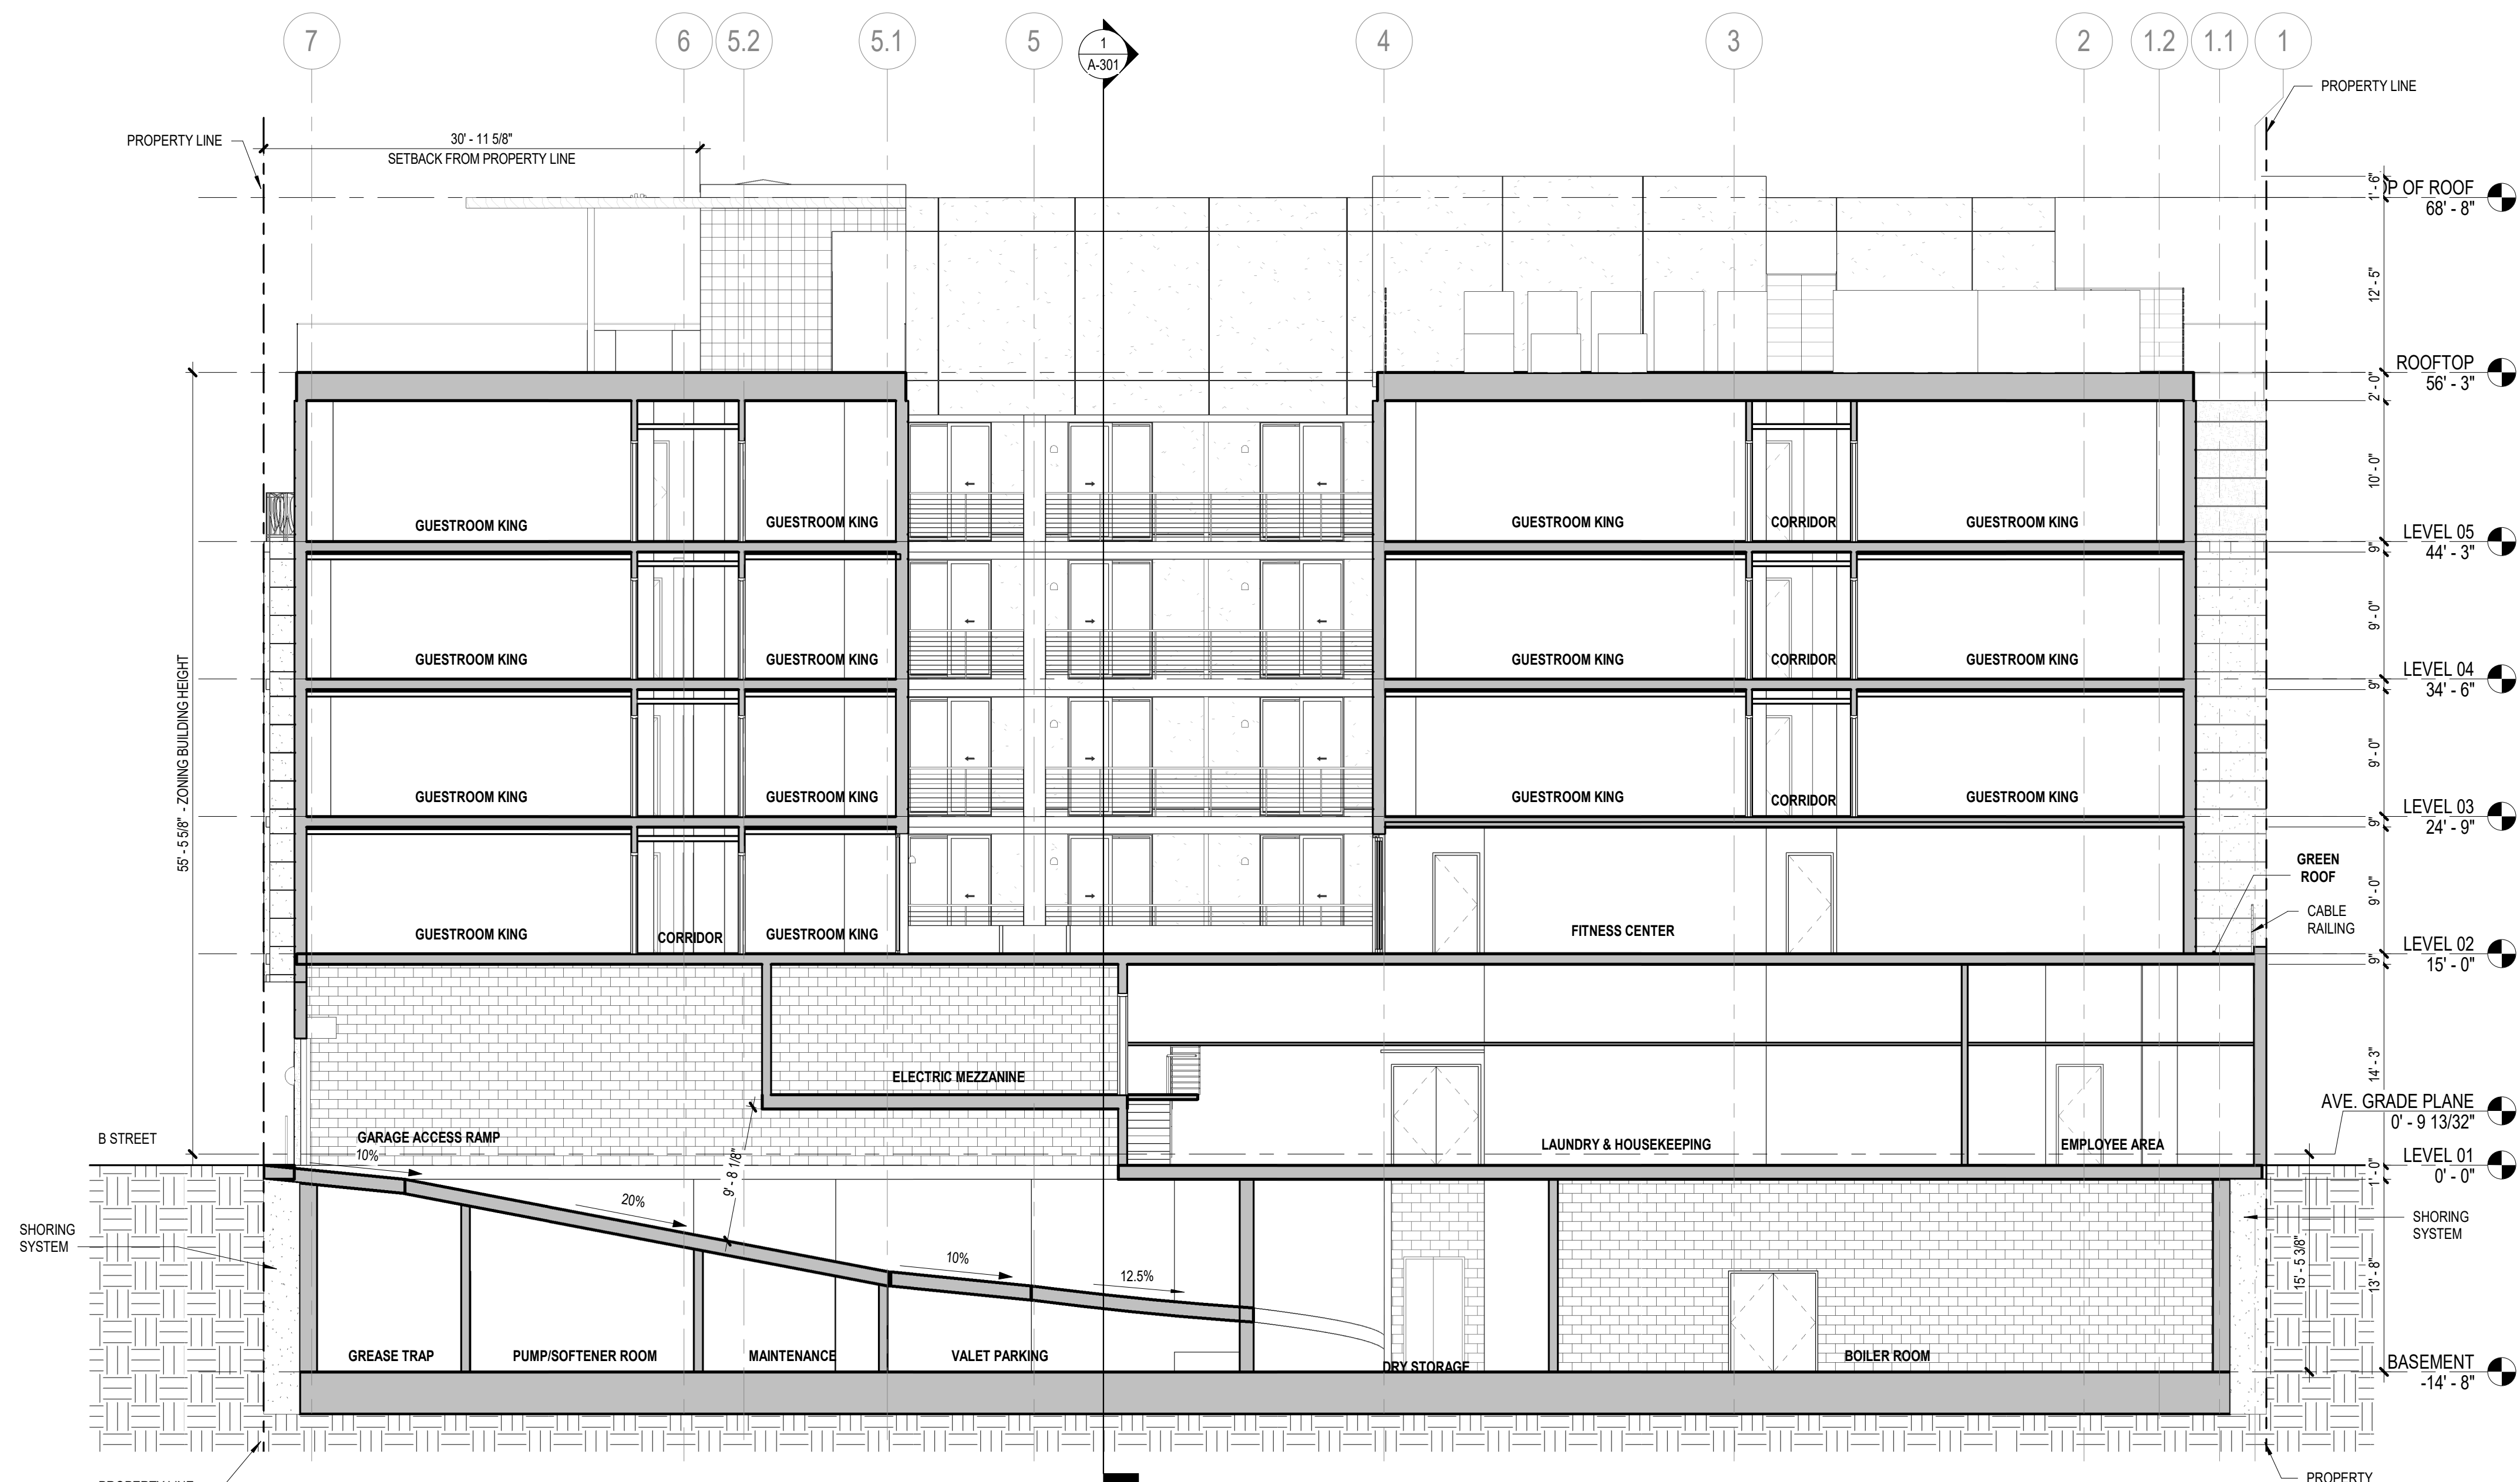 7
6
5.2
5.1
5
1
A-301
4
3
2
1.2
1.1
1
PROPERTY LINE
PROPERTY LINE
30' - 11 5/8"
SETBACK FROM PROPERTY LINE
1' - 6"
OP OF ROOF
68' - 8"
12' - 5"
ROOFTOP
56' - 3"
2' - 0"
10' - 0"
GUESTROOM KING
GUESTROOM KING
GUESTROOM KING
CORRIDOR
GUESTROOM KING
LEVEL 05
44' - 3"
9"
9' - 0"
GUESTROOM KING
GUESTROOM KING
GUESTROOM KING
CORRIDOR
GUESTROOM KING
LEVEL 04
34' - 6"
9"
55' - 5 5/8" - ZONING BUILDING HEIGHT
9' - 0"
GUESTROOM KING
GUESTROOM KING
GUESTROOM KING
CORRIDOR
GUESTROOM KING
LEVEL 03
24' - 9"
9"
GREEN
ROOF
9' - 0"
CABLE
RAILING
GUESTROOM KING
CORRIDOR
GUESTROOM KING
FITNESS CENTER
LEVEL 02
15' - 0"
9"
14' - 3"
ELECTRIC MEZZANINE
AVE. GRADE PLANE
0' - 9 13/32"
B STREET
GARAGE ACCESS RAMP
10%
LAUNDRY & HOUSEKEEPING
EMPLOYEE AREA
LEVEL 01
0' - 0"
1' - 0"
9' - 8 1/8"
20%
SHORING
SYSTEM
SHORING
SYSTEM
10%
12.5%
15' - 5 3/8"
13' - 8"
GREASE TRAP
PUMP/SOFTENER ROOM
MAINTENANCE
VALET PARKING
DRY STORAGE
BOILER ROOM
BASEMENT
-14' - 8"
PROPERTY LINE
PROPERTY